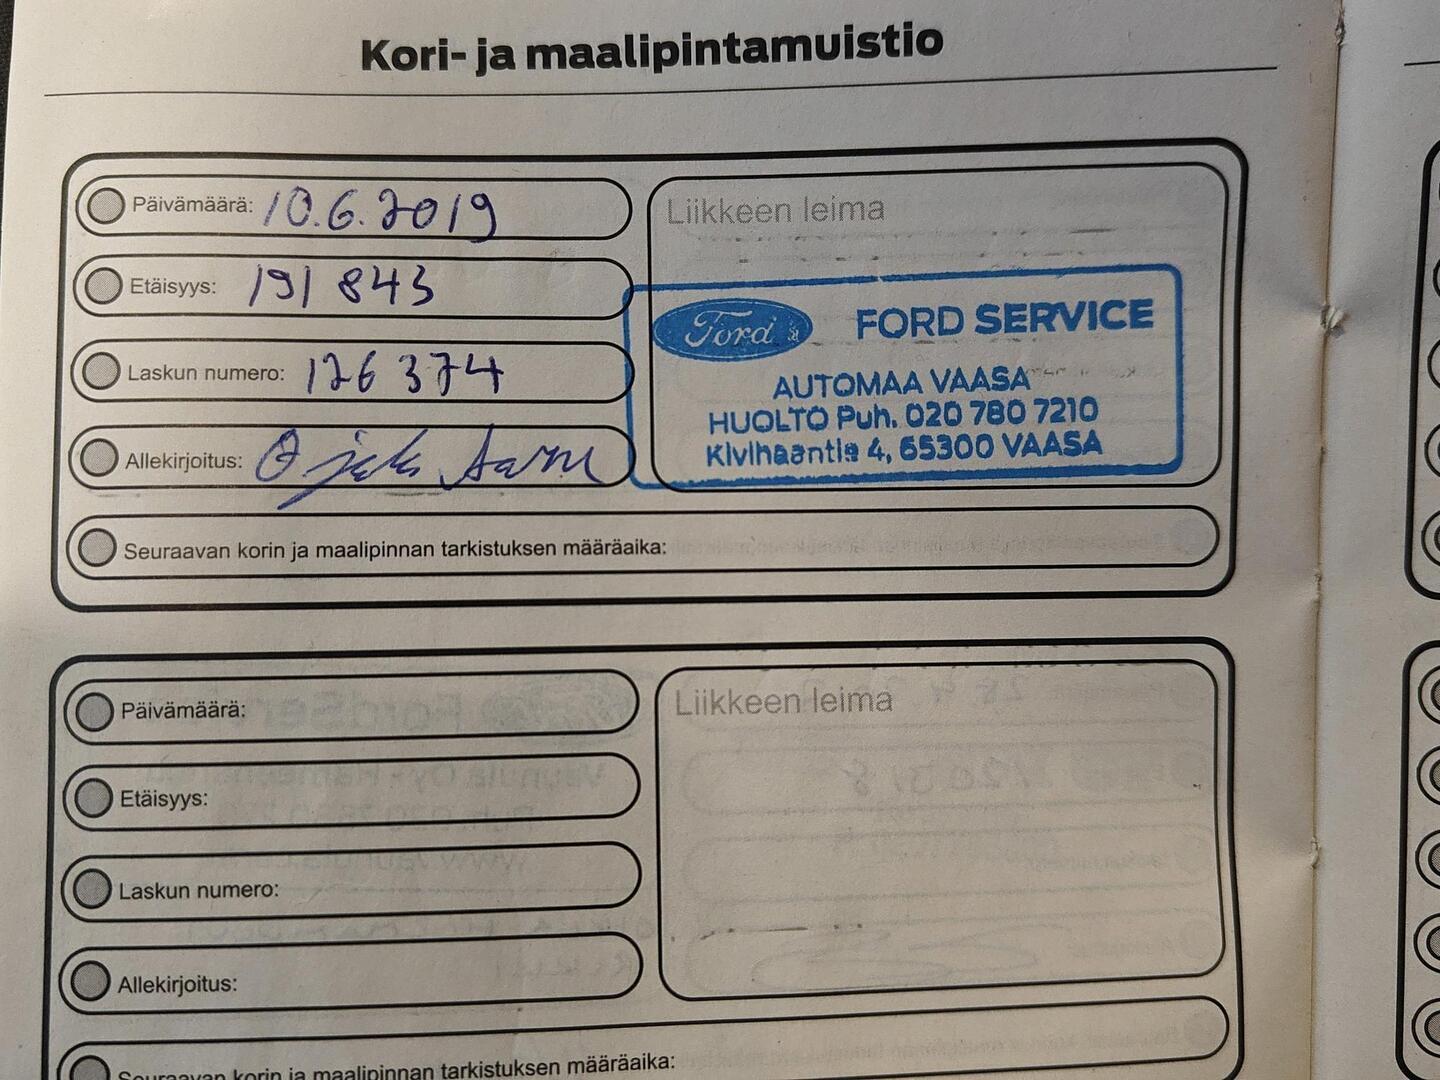 Kori- ja maalipintamuistio
Päivämäärä: 10.6.2019
Liikkeen leima
Etäisyys: 191 843
Ford FORD SERVICE
Laskun numero: 126 374
AUTOMAA VAASA
HUOLTO Puh. 020 780 7210
Kivihaantie 4, 65300 VAASA
Allekirjoitus:
Seuraavan korin ja maalipinnan tarkistuksen määräaika:
Päivämäärä:
Liikkeen leima
Etäisyys:
Laskun numero:
Allekirjoitus:
Seuraavan korin ja maalipinnan tarkistuksen määräaika: